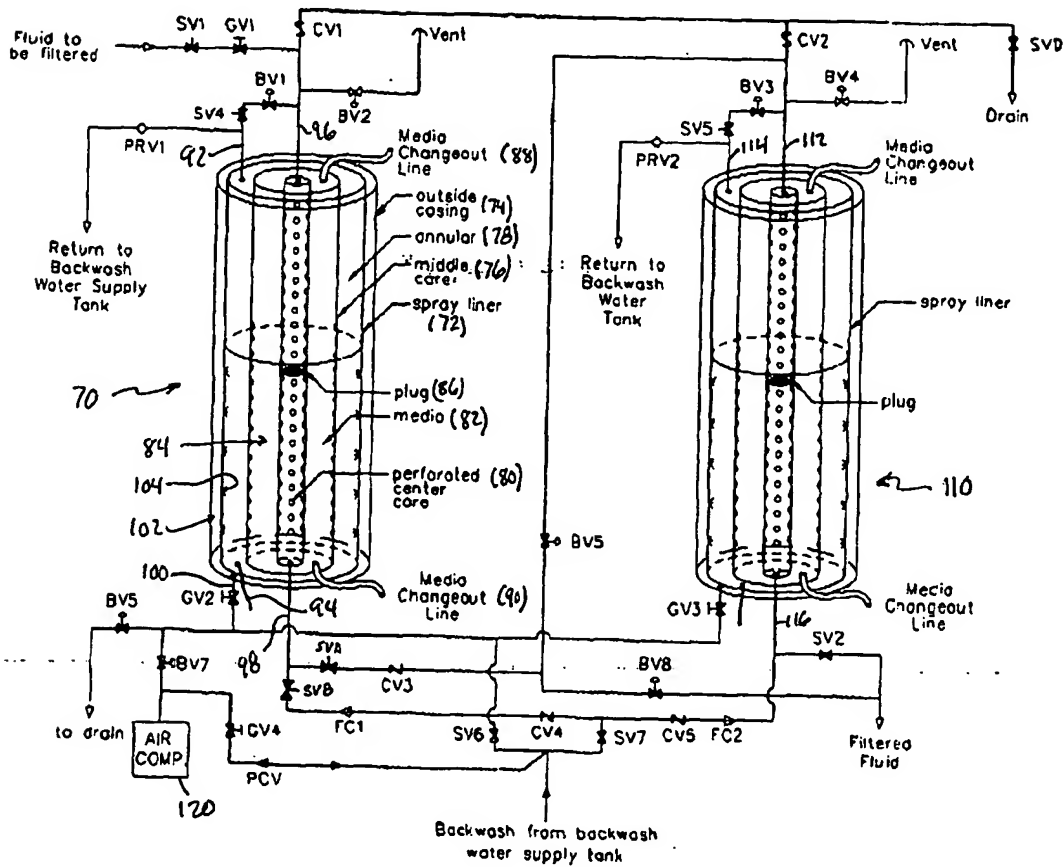 SV1
GV1
Fluid to
be filtered
CV1
Vent
CV2
Vent
SVD
BV1
BV2
BV3
BV4
Drain
SV4
SV5
PRV1
92
96
PRV2
114
112
Media
Changeout (88)
Line
Media
Changeout
Line
outside
casing (74)
annular (78)
middle (76)
core
spray liner
(72)
Return to
Backwash
Water Supply
Tank
Return to
Backwash
Water
Tank
spray liner
70
plug (86)
plug
media (82)
84
104
perforated (80)
center
core
102
110
BV5
100
GV2
94
Media
Changeout (90)
Line
GV3
Media
Changeout
Line
116
BV5
98
SVA
CV3
BV8
SV2
BV7
SVB
to drain
AIR
COMP
120
GV4
FC1
CV4
SV6
SV7
CV5
FC2
Filtered
Fluid
PCV
Backwash from backwash
water supply tank